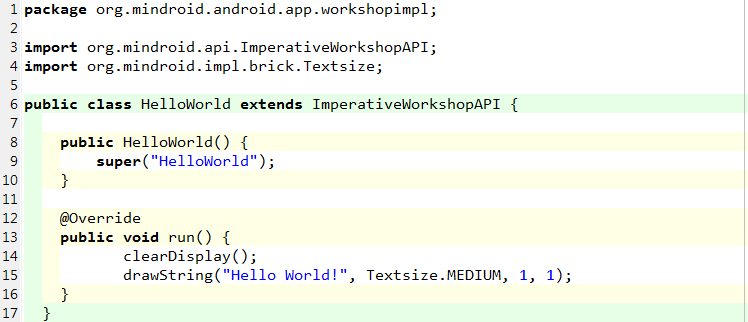 1 package org.mindroid.android.app.workshopimpl;
2
3 import org.mindroid.api.ImperativeWorkshopAPI;
4 import org.mindroid.impl.brick.Textsize;
5
6 public class HelloWorld extends ImperativeWorkshopAPI {
7
8 public HelloWorld() {
9 super("HelloWorld");
10 }
11
12 @Override
13 public void run() {
14 clearDisplay();
15 drawString("Hello World!", Textsize.MEDIUM, 1, 1);
16 }
17 }